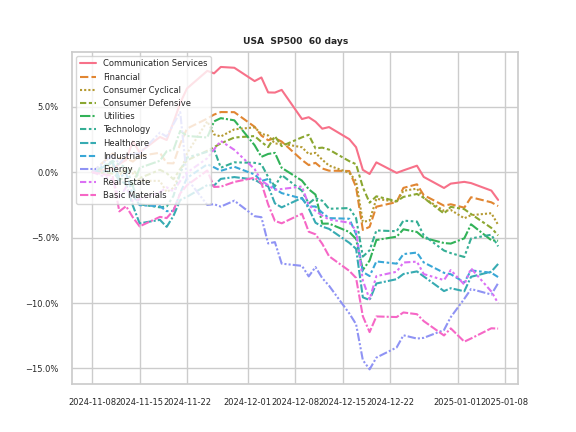 USA  SP500  60 days
Communication Services
Financial
Consumer Cyclical
Consumer Defensive
Utilities
Technology
Healthcare
Industrials
Energy
Real Estate
Basic Materials
5.0%
0.0%
−5.0%
−10.0%
−15.0%
2024-11-08 2024-11-15 2024-11-22 2024-12-01 2024-12-08 2024-12-15 2024-12-22 2025-01-01 2025-01-08